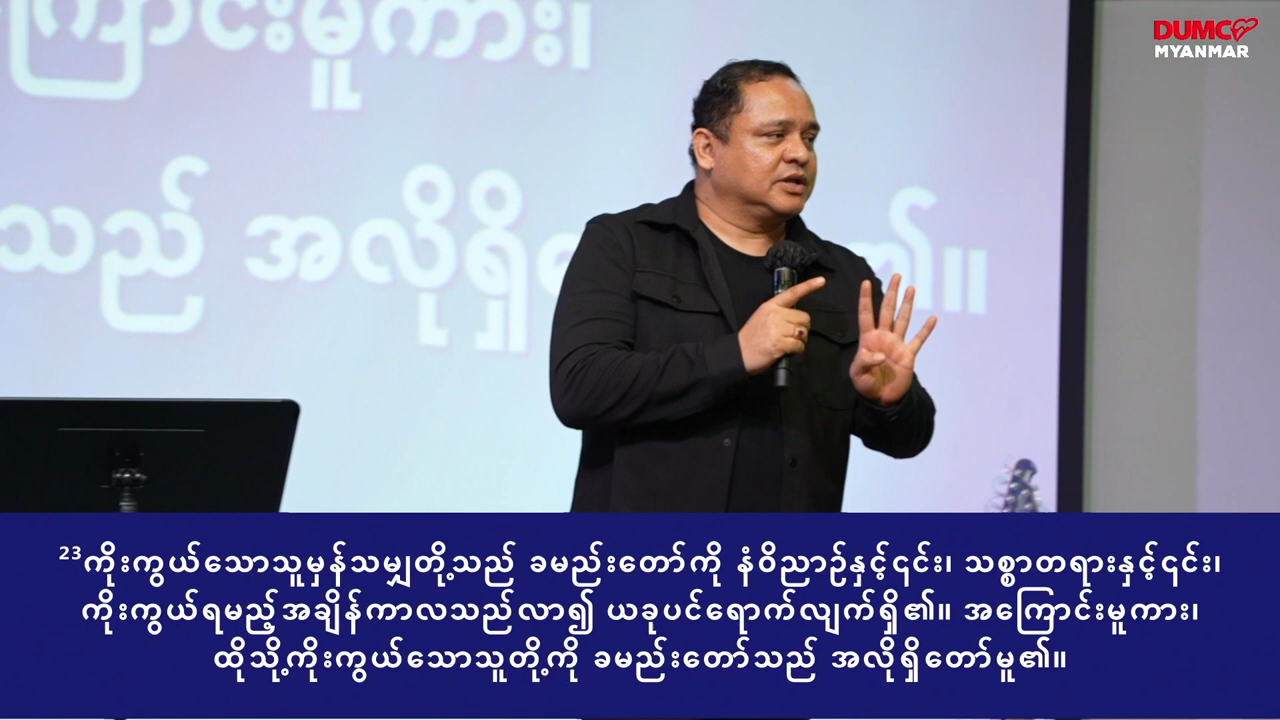 DUMC
MYANMAR
ကြောင်းမူကား၊
သည် အလိုရှိ ၏။
²³ကိုးကွယ်သောသူမှန်သမျှတို့သည် ခမည်းတော်ကို နံဝိညာဉ်နှင့်၎င်း၊ သစ္စာတရားနှင့်၎င်း၊
ကိုးကွယ်ရမည့်အချိန်ကာလသည်လာ၍ ယခုပင်ရောက်လျက်ရှိ၏။ အကြောင်းမူကား၊
ထိုသို့ကိုးကွယ်သောသူတို့ကို ခမည်းတော်သည် အလိုရှိတော်မူ၏။